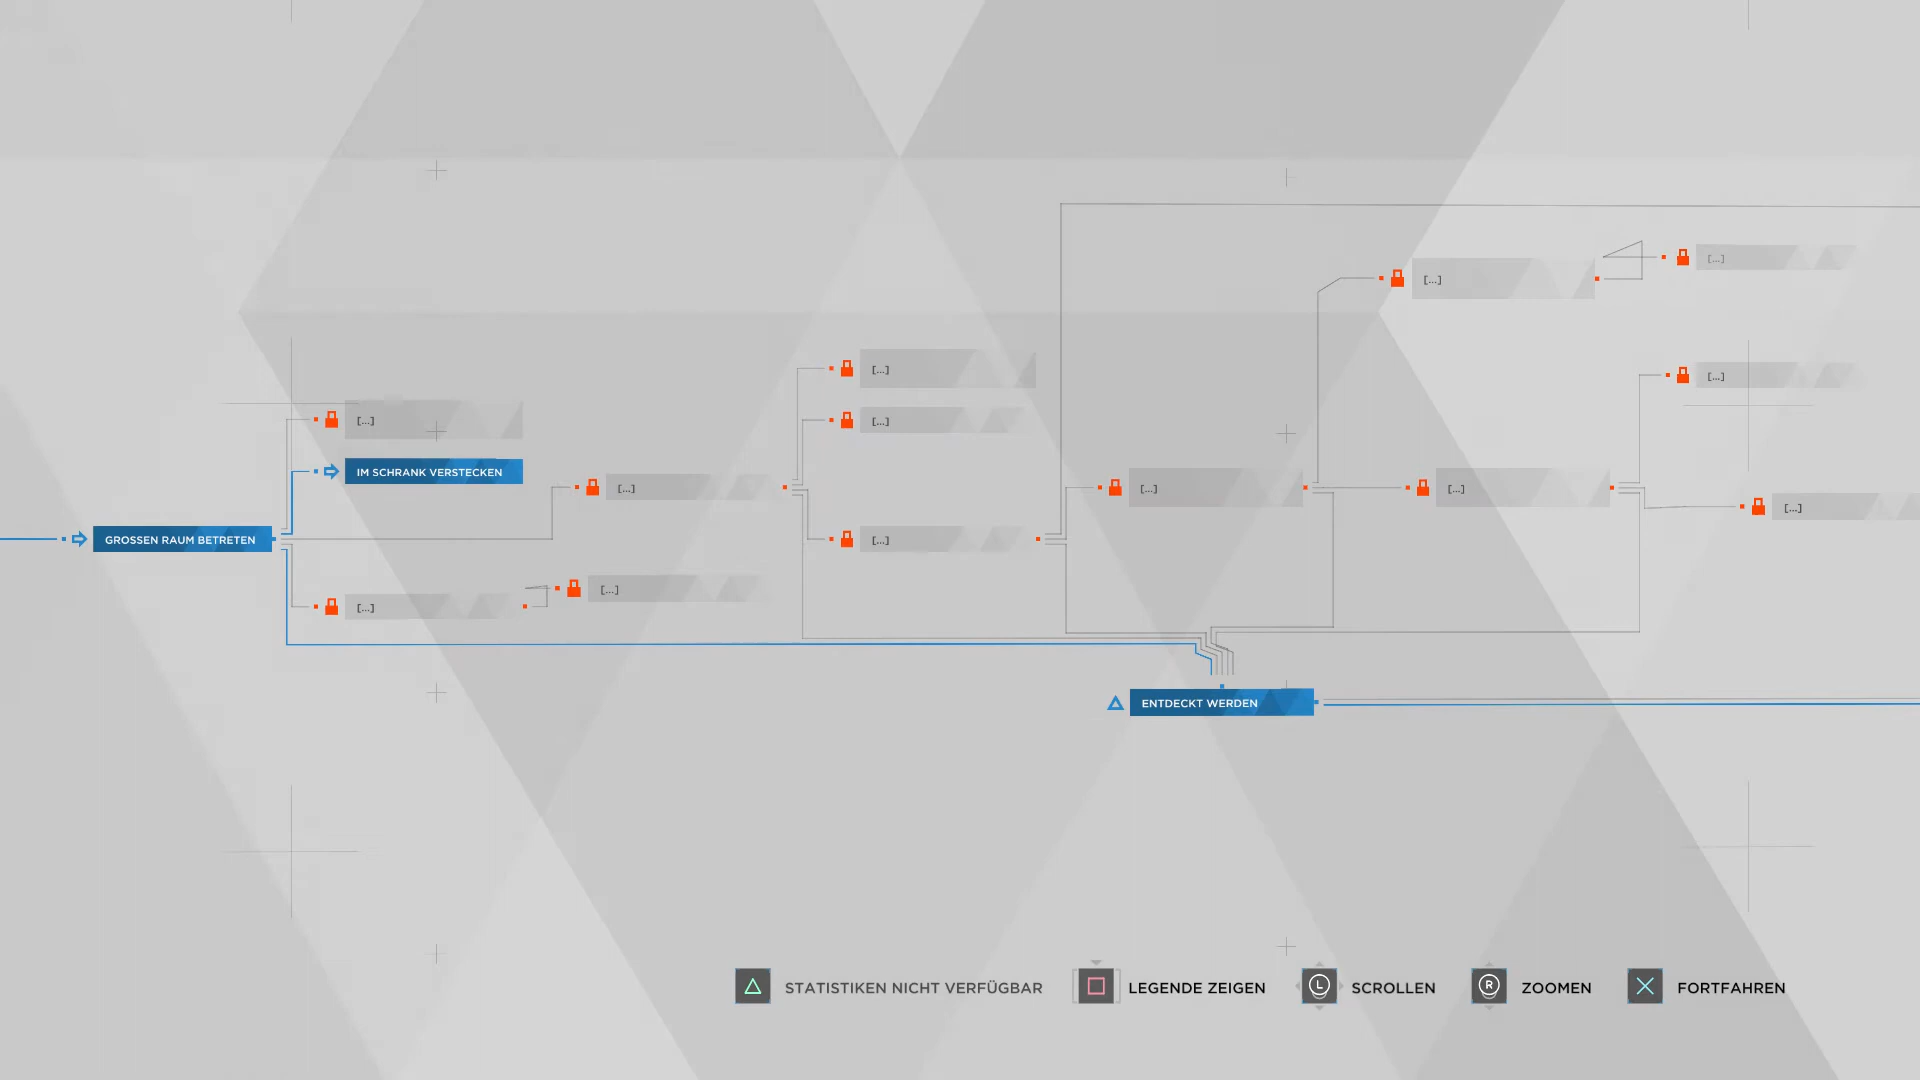 [...]
[...]
[...]
[...]
[...]
[...]
IM SCHRANK VERSTECKEN
[...]
[...]
[...]
[...]
GROSSEN RAUM BETRETEN
[...]
[...]
[...]
ENTDECKT WERDEN
STATISTIKEN NICHT VERFÜGBAR
LEGENDE ZEIGEN
L
SCROLLEN
R
ZOOMEN
FORTFAHREN